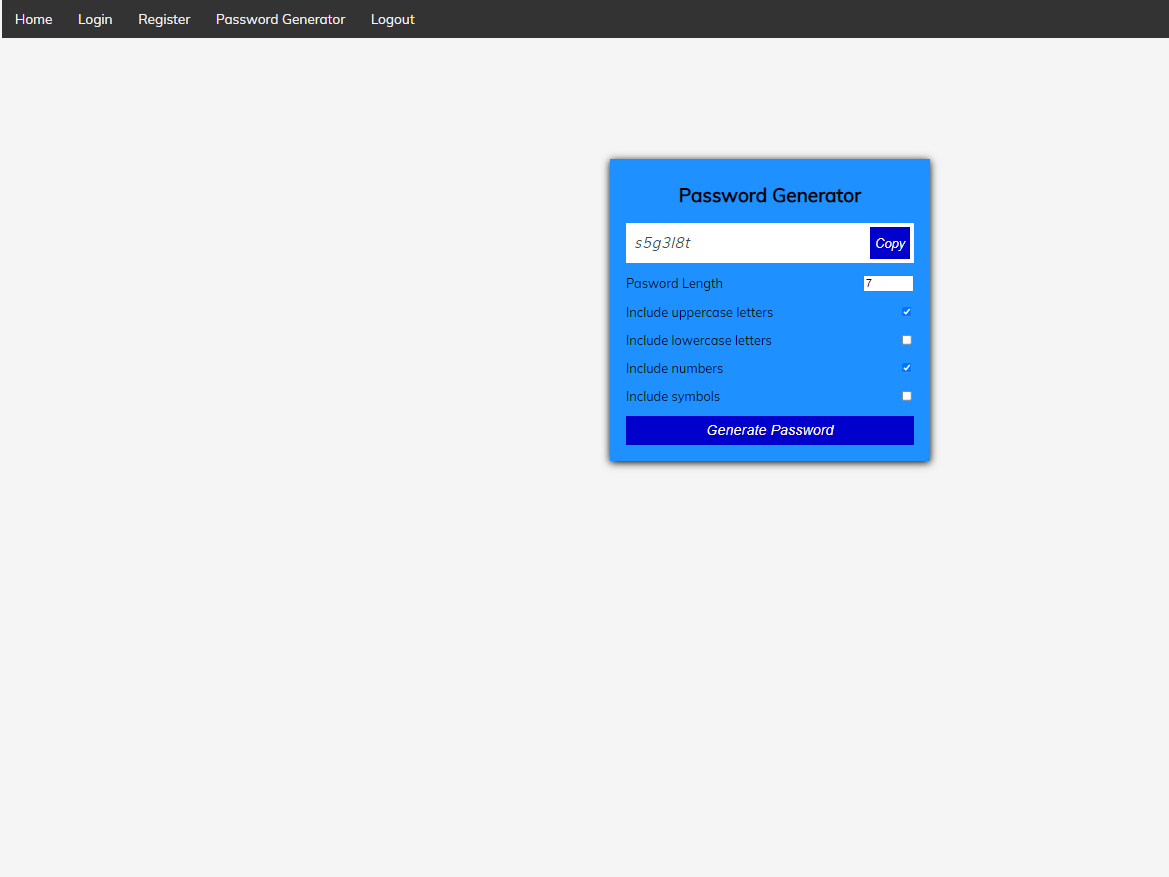 Home Login Register Password Generator Logout
Password Generator
s5g3l8t Copy
Pasword Length 7
Include uppercase letters
Include lowercase letters
Include numbers
Include symbols
Generate Password